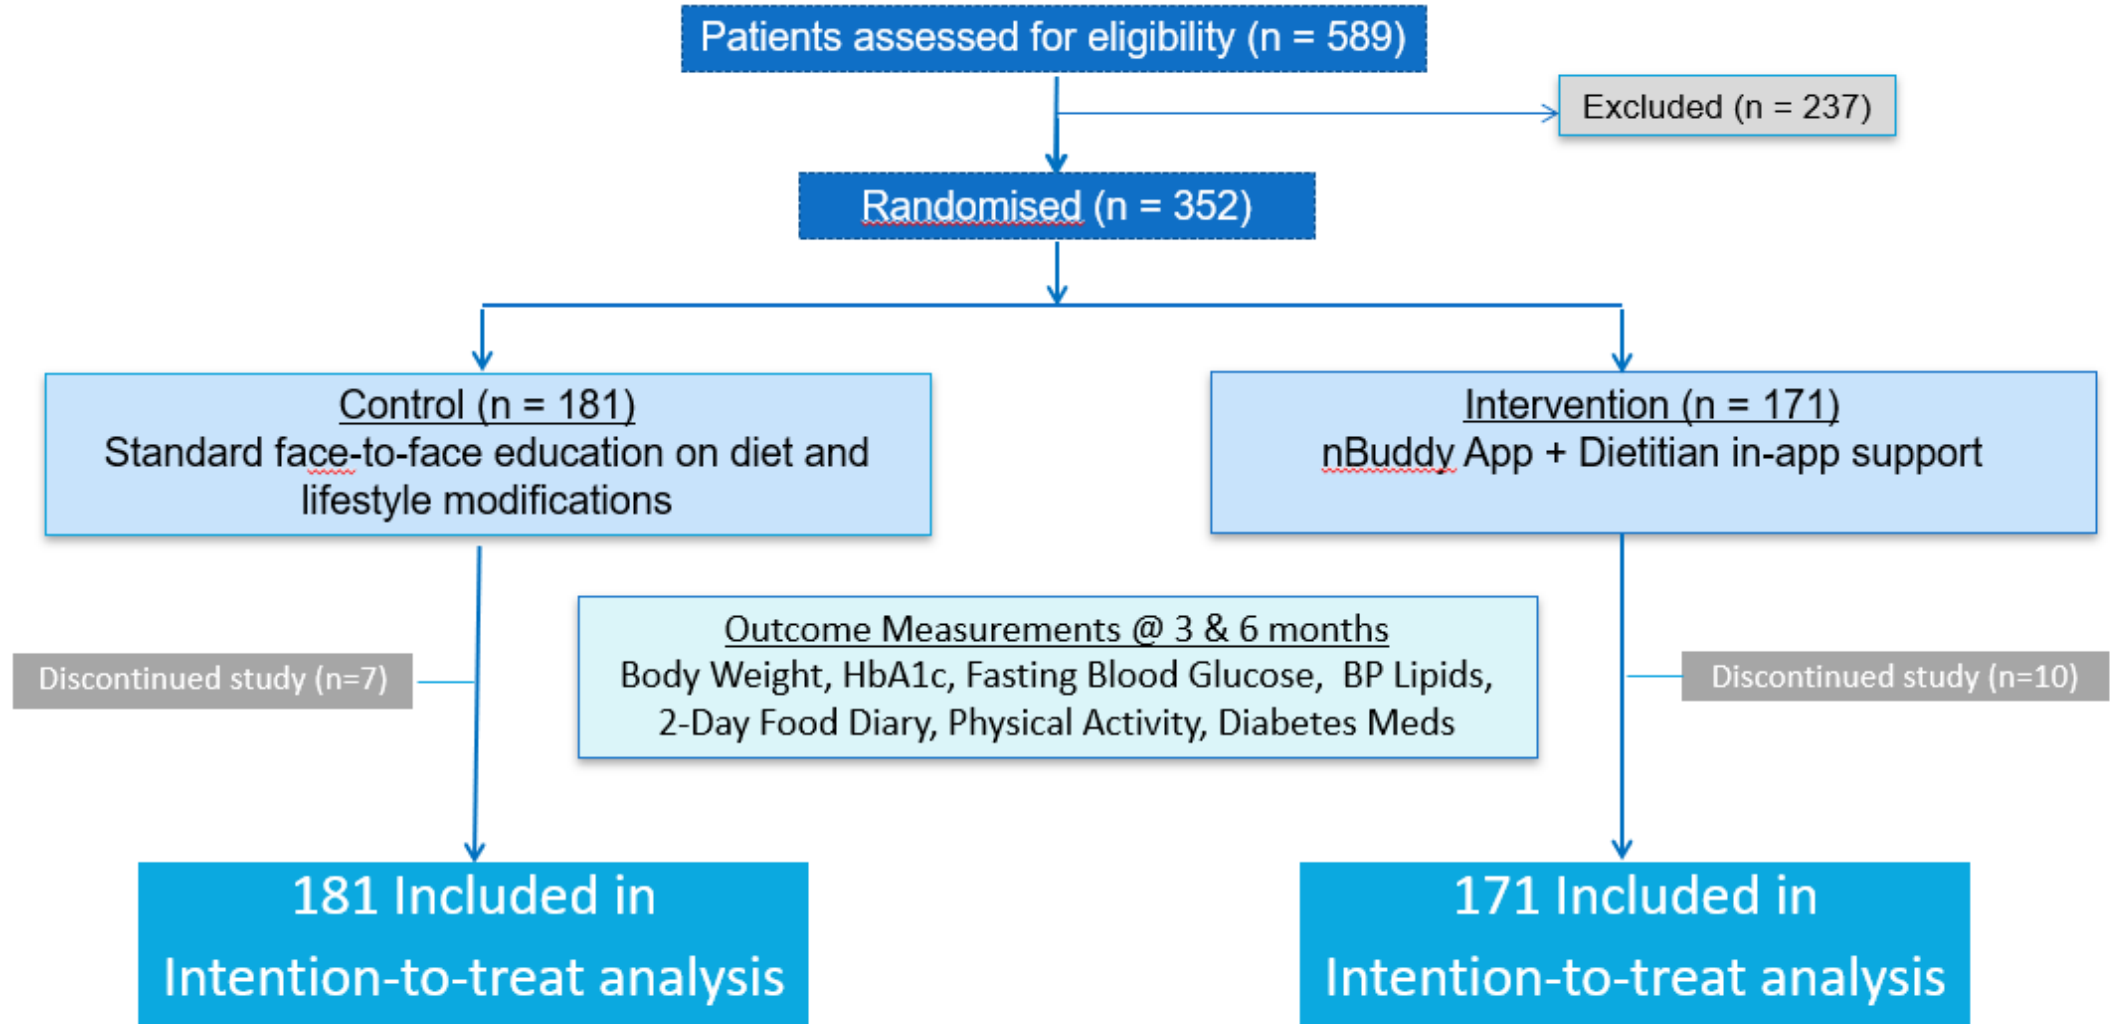 Patients assessed for eligibility (n = 589)
Excluded (n = 237)
Randomised (n = 352)
Control (n = 181)
Standard face-to-face education on diet and
lifestyle modifications
Intervention (n = 171)
nBuddy App + Dietitian in-app support
Outcome Measurements @ 3 & 6 months
Body Weight, HbA1c, Fasting Blood Glucose,  BP Lipids,
2-Day Food Diary, Physical Activity, Diabetes Meds
Discontinued study (n=7)
Discontinued study (n=10)
181 Included in
Intention-to-treat analysis
171 Included in
Intention-to-treat analysis